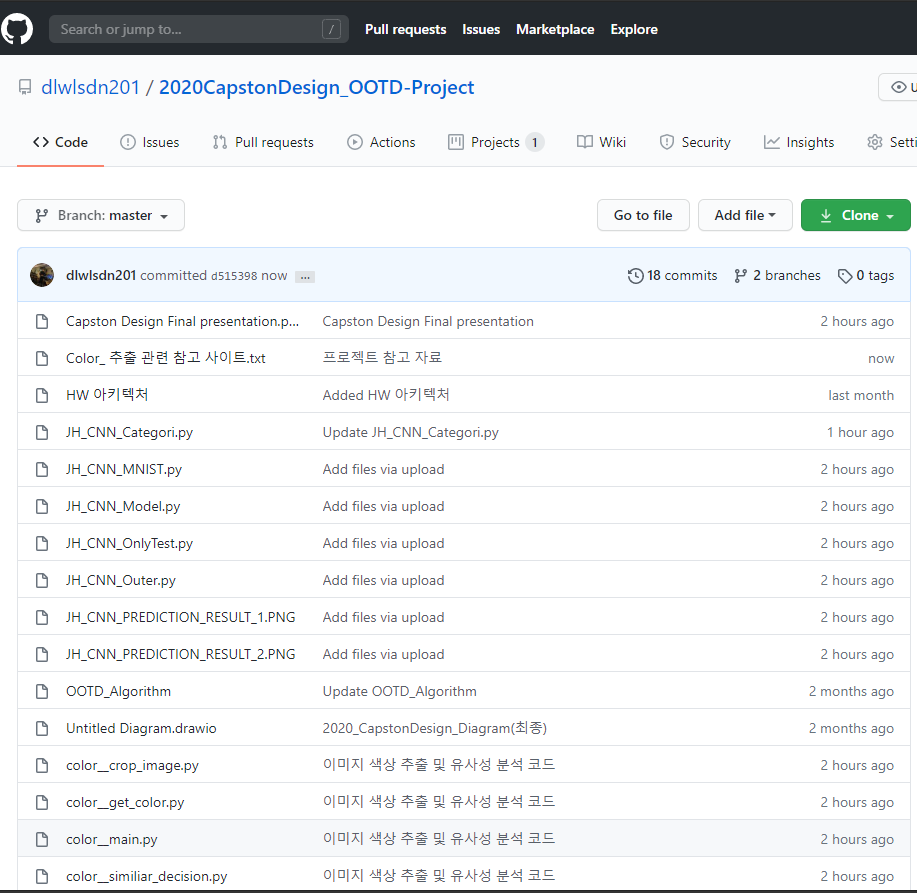 Search or jump to... / Pull requests Issues Marketplace Explore
dlwlsdn201 / 2020CapstonDesign_OOTD-Project
Code Issues Pull requests Actions Projects 1 Wiki Security Insights
Branch: master Go to file Add file Clone
dlwlsdn201 committed d515398 now ... 18 commits 2 branches 0 tags
Capston Design Final presentation.p... Capston Design Final presentation 2 hours ago
Color_ 추출 관련 참고 사이트.txt 프로젝트 참고 자료 now
HW 아키텍처 Added HW 아키텍처 last month
JH_CNN_Categori.py Update JH_CNN_Categori.py 1 hour ago
JH_CNN_MNIST.py Add files via upload 2 hours ago
JH_CNN_Model.py Add files via upload 2 hours ago
JH_CNN_OnlyTest.py Add files via upload 2 hours ago
JH_CNN_Outer.py Add files via upload 2 hours ago
JH_CNN_PREDICTION_RESULT_1.PNG Add files via upload 2 hours ago
JH_CNN_PREDICTION_RESULT_2.PNG Add files via upload 2 hours ago
OOTD_Algorithm Update OOTD_Algorithm 2 months ago
Untitled Diagram.drawio 2020_CapstonDesign_Diagram(최종) 2 months ago
color__crop_image.py 이미지 색상 추출 및 유사성 분석 코드 2 hours ago
color__get_color.py 이미지 색상 추출 및 유사성 분석 코드 2 hours ago
color__main.py 이미지 색상 추출 및 유사성 분석 코드 2 hours ago
color__similiar_decision.py 이미지 색상 추출 및 유사성 분석 코드 2 hours ago